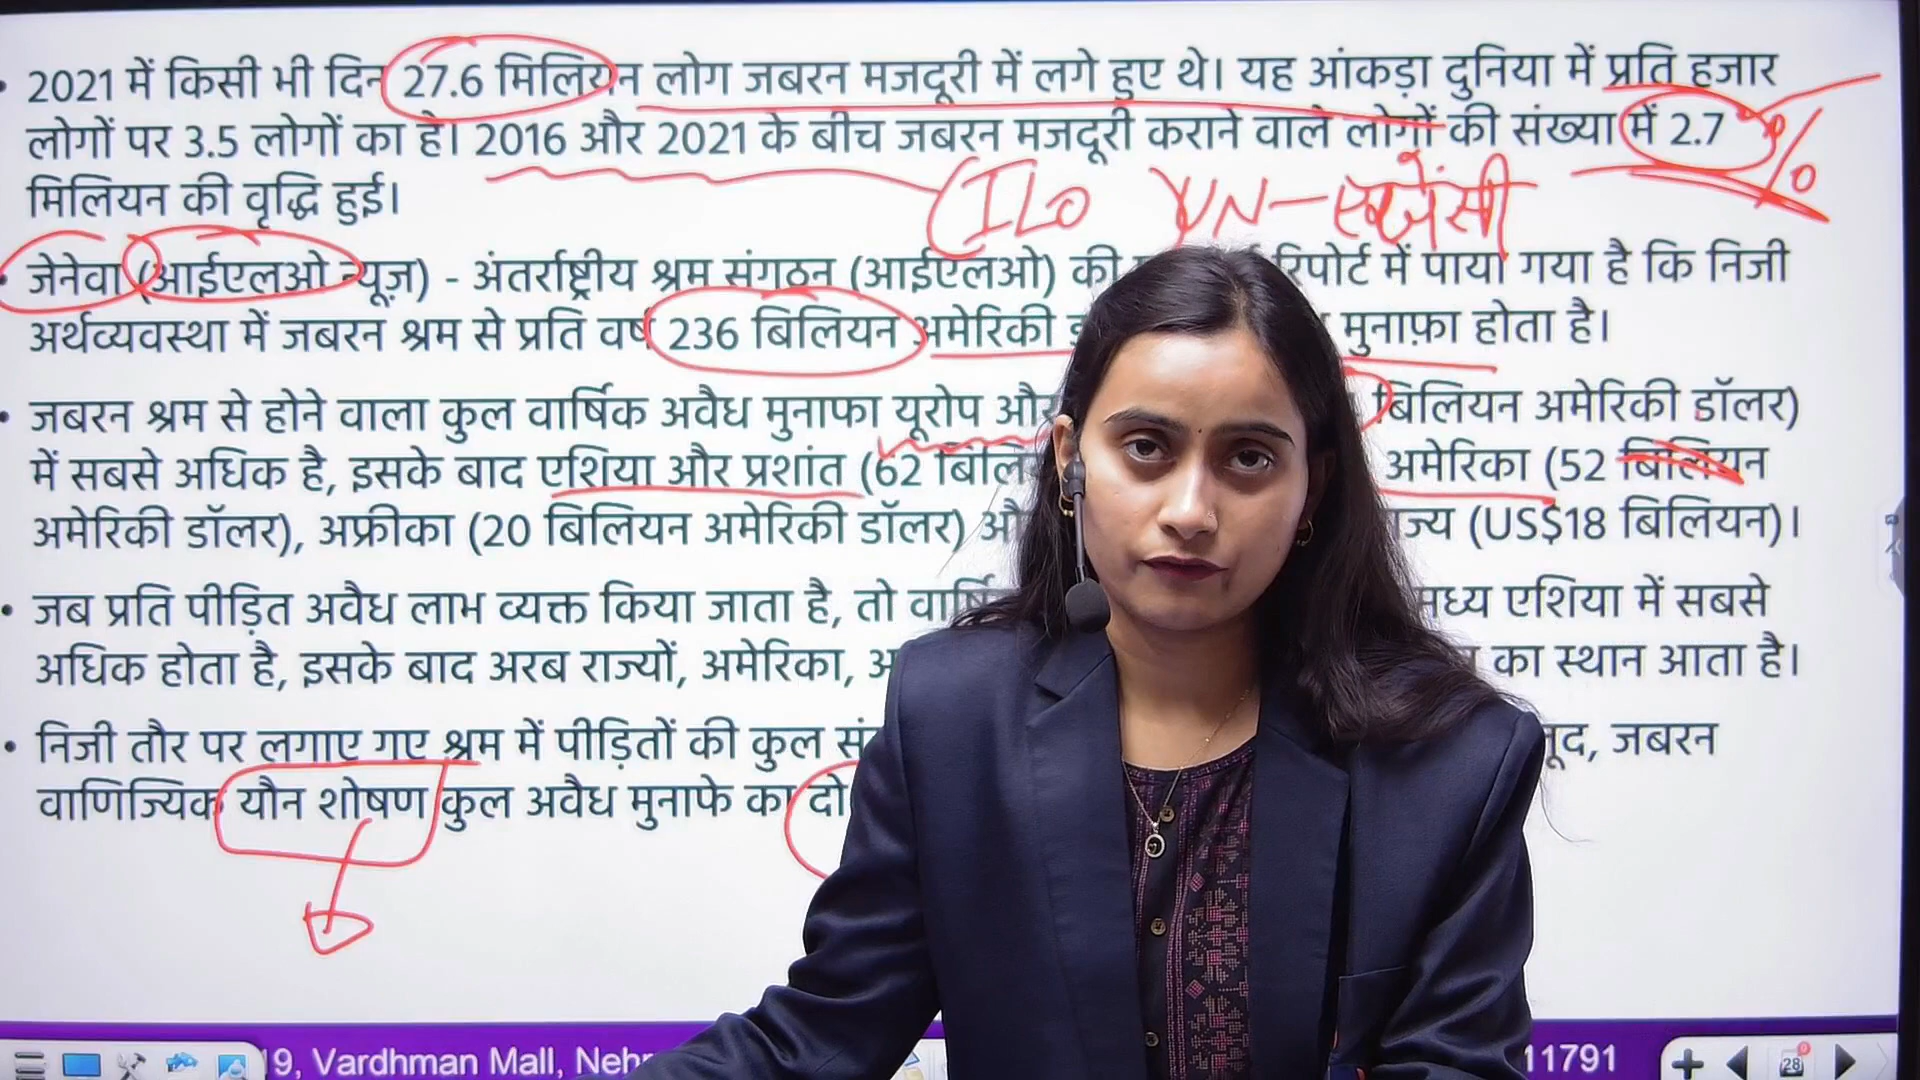 2021 में किसी भी दिन 27.6 मिलियन लोग जबरन मजदूरी में लगे हुए थे। यह आंकड़ा दुनिया में प्रति हजार
लोगों पर 3.5 लोगों का है। 2016 और 2021 के बीच जबरन मजदूरी कराने वाले लोगों की संख्या में 2.7 %
मिलियन की वृद्धि हुई।
ILO UN-एजेंसी
जेनेवा (आईएलओ न्यूज़) - अंतर्राष्ट्रीय श्रम संगठन (आईएलओ) की रिपोर्ट में पाया गया है कि निजी
अर्थव्यवस्था में जबरन श्रम से प्रति वर्ष 236 बिलियन अमेरिकी मुनाफ़ा होता है।
जबरन श्रम से होने वाला कुल वार्षिक अवैध मुनाफा यूरोप और बिलियन अमेरिकी डॉलर)
में सबसे अधिक है, इसके बाद एशिया और प्रशांत (62 अमेरिका (52 बिलियन
अमेरिकी डॉलर), अफ्रीका (20 बिलियन अमेरिकी डॉलर) (US$18 बिलियन)।
जब प्रति पीड़ित अवैध लाभ व्यक्त किया जाता है, तो मध्य एशिया में सबसे
अधिक होता है, इसके बाद अरब राज्यों, अमेरिका, का स्थान आता है।
निजी तौर पर लगाए गए श्रम में पीड़ितों की कुल जबरन
वाणिज्यिक यौन शोषण कुल अवैध मुनाफे का दो
19, Vardhman Mall, 11791
28